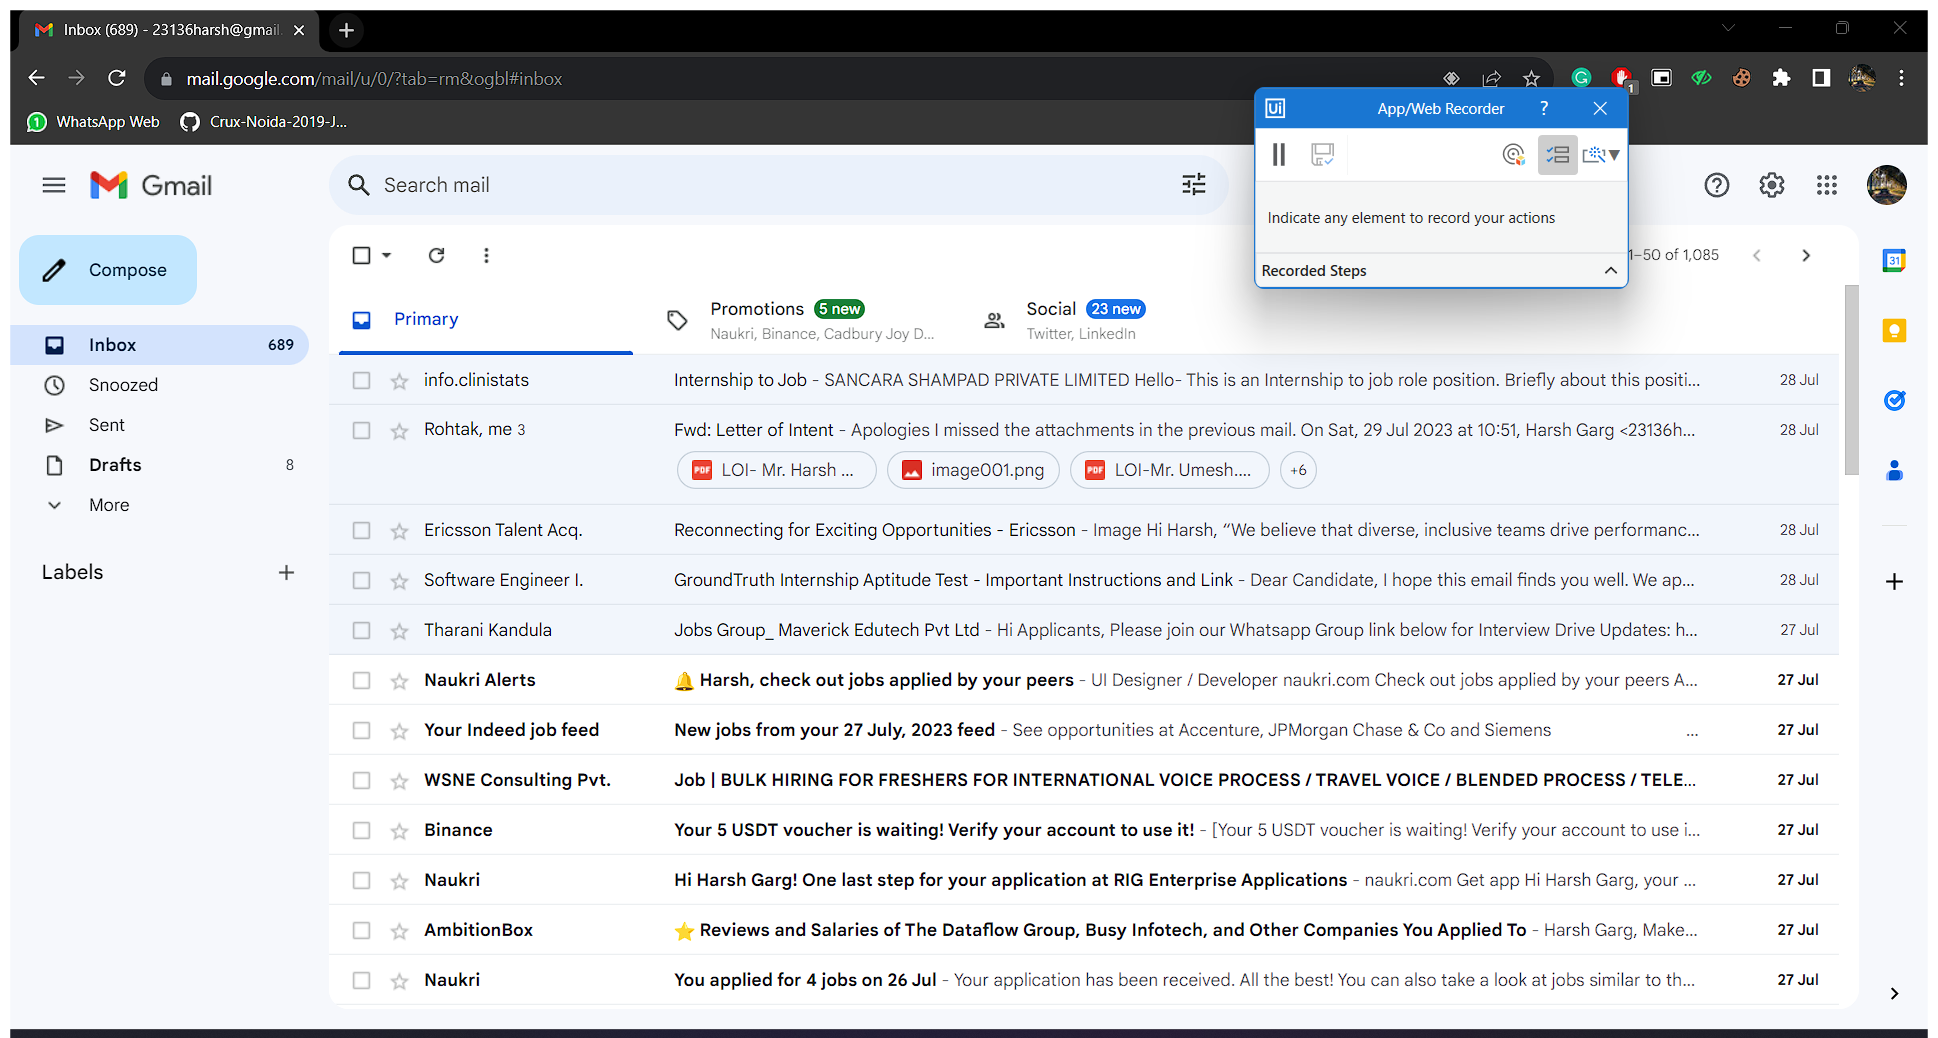 Inbox (689) - 23136harsh@gmail.
mail.google.com/mail/u/0/?tab=rm&ogbl#inbox
1
1 WhatsApp Web Crux-Noida-2019-J...
Ui App/Web Recorder ?
Indicate any element to record your actions
Recorded Steps
Gmail
Search mail
Compose
1–50 of 1,085
31
Primary
Promotions 5 new
Naukri, Binance, Cadbury Joy D...
Social 23 new
Twitter, LinkedIn
Inbox 689
Snoozed
Sent
Drafts 8
More
Labels
info.clinistats Internship to Job - SANCARA SHAMPAD PRIVATE LIMITED Hello- This is an Internship to job role position. Briefly about this positi... 28 Jul
Rohtak, me 3 Fwd: Letter of Intent - Apologies I missed the attachments in the previous mail. On Sat, 29 Jul 2023 at 10:51, Harsh Garg <23136h... 28 Jul
PDF LOI- Mr. Harsh ... image001.png PDF LOI-Mr. Umesh.... +6
Ericsson Talent Acq. Reconnecting for Exciting Opportunities - Ericsson - Image Hi Harsh, “We believe that diverse, inclusive teams drive performanc... 28 Jul
Software Engineer I. GroundTruth Internship Aptitude Test - Important Instructions and Link - Dear Candidate, I hope this email finds you well. We ap... 28 Jul
Tharani Kandula Jobs Group_ Maverick Edutech Pvt Ltd - Hi Applicants, Please join our Whatsapp Group link below for Interview Drive Updates: h... 27 Jul
Naukri Alerts 🔔 Harsh, check out jobs applied by your peers - UI Designer / Developer naukri.com Check out jobs applied by your peers A... 27 Jul
Your Indeed job feed New jobs from your 27 July, 2023 feed - See opportunities at Accenture, JPMorgan Chase & Co and Siemens ... 27 Jul
WSNE Consulting Pvt. Job | BULK HIRING FOR FRESHERS FOR INTERNATIONAL VOICE PROCESS / TRAVEL VOICE / BLENDED PROCESS / TELE... 27 Jul
Binance Your 5 USDT voucher is waiting! Verify your account to use it! - [Your 5 USDT voucher is waiting! Verify your account to use i... 27 Jul
Naukri Hi Harsh Garg! One last step for your application at RIG Enterprise Applications - naukri.com Get app Hi Harsh Garg, your ... 27 Jul
AmbitionBox ⭐ Reviews and Salaries of The Dataflow Group, Busy Infotech, and Other Companies You Applied To - Harsh Garg, Make... 27 Jul
Naukri You applied for 4 jobs on 26 Jul - Your application has been received. All the best! You can also take a look at jobs similar to th... 27 Jul